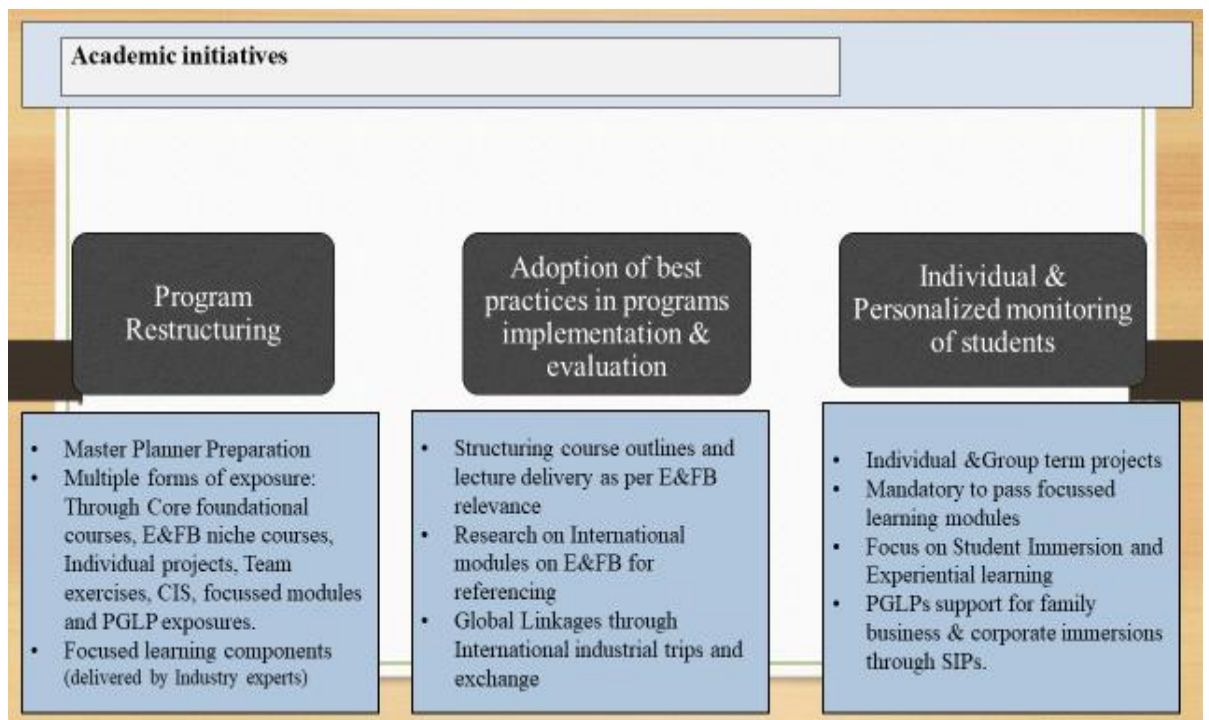 Academic initiatives
Program
Restructuring
• Master Planner Preparation
• Multiple forms of exposure:
Through Core foundational
courses, E&FB niche courses,
Individual projects, Team
exercises, CIS, focussed modules
and PGLP exposures.
• Focused learning components
(delivered by Industry experts)
Adoption of best
practices in programs
implementation &
evaluation
• Structuring course outlines and
lecture delivery as per E&FB
relevance
• Research on International
modules on E&FB for
referencing
• Global Linkages through
International industrial trips and
exchange
Individual &
Personalized monitoring
of students
• Individual &Group term projects
• Mandatory to pass focussed
learning modules
• Focus on Student Immersion and
Experiential learning
• PGLPs support for family
business & corporate immersions
through SIPs.